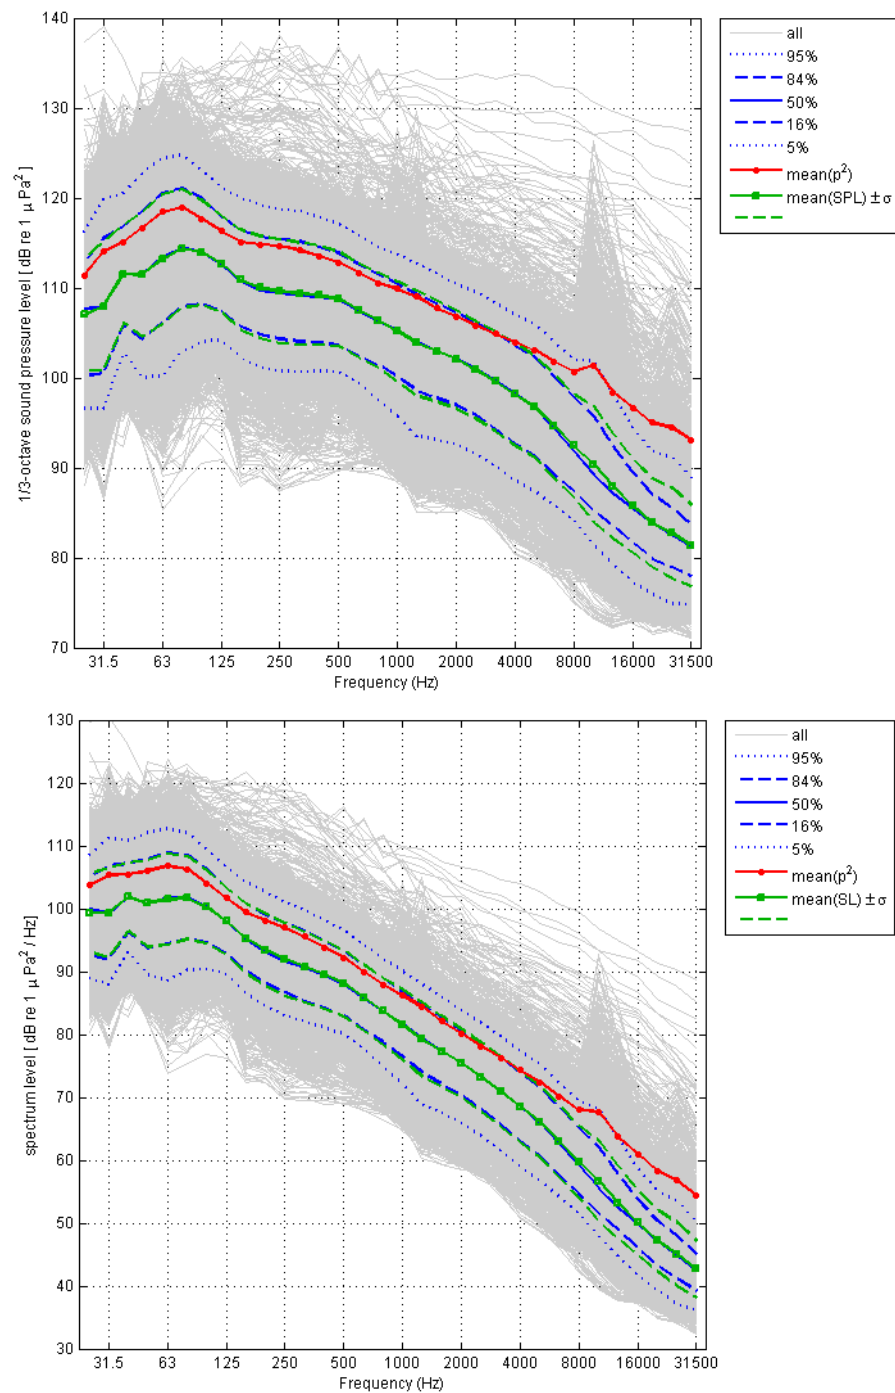 140
130
120
110
100
90
80
70
1/3-octave sound pressure level [ dB re 1 μ Pa² ]
31.5 63 125 250 500 1000 2000 4000 8000 16000 31500
Frequency (Hz)
all
95%
84%
50%
16%
5%
mean(p²)
mean(SPL) ± σ
130
120
110
100
90
80
70
60
50
40
30
spectrum level [ dB re 1 μ Pa² / Hz ]
31.5 63 125 250 500 1000 2000 4000 8000 16000 31500
Frequency (Hz)
all
95%
84%
50%
16%
5%
mean(p²)
mean(SL) ± σ